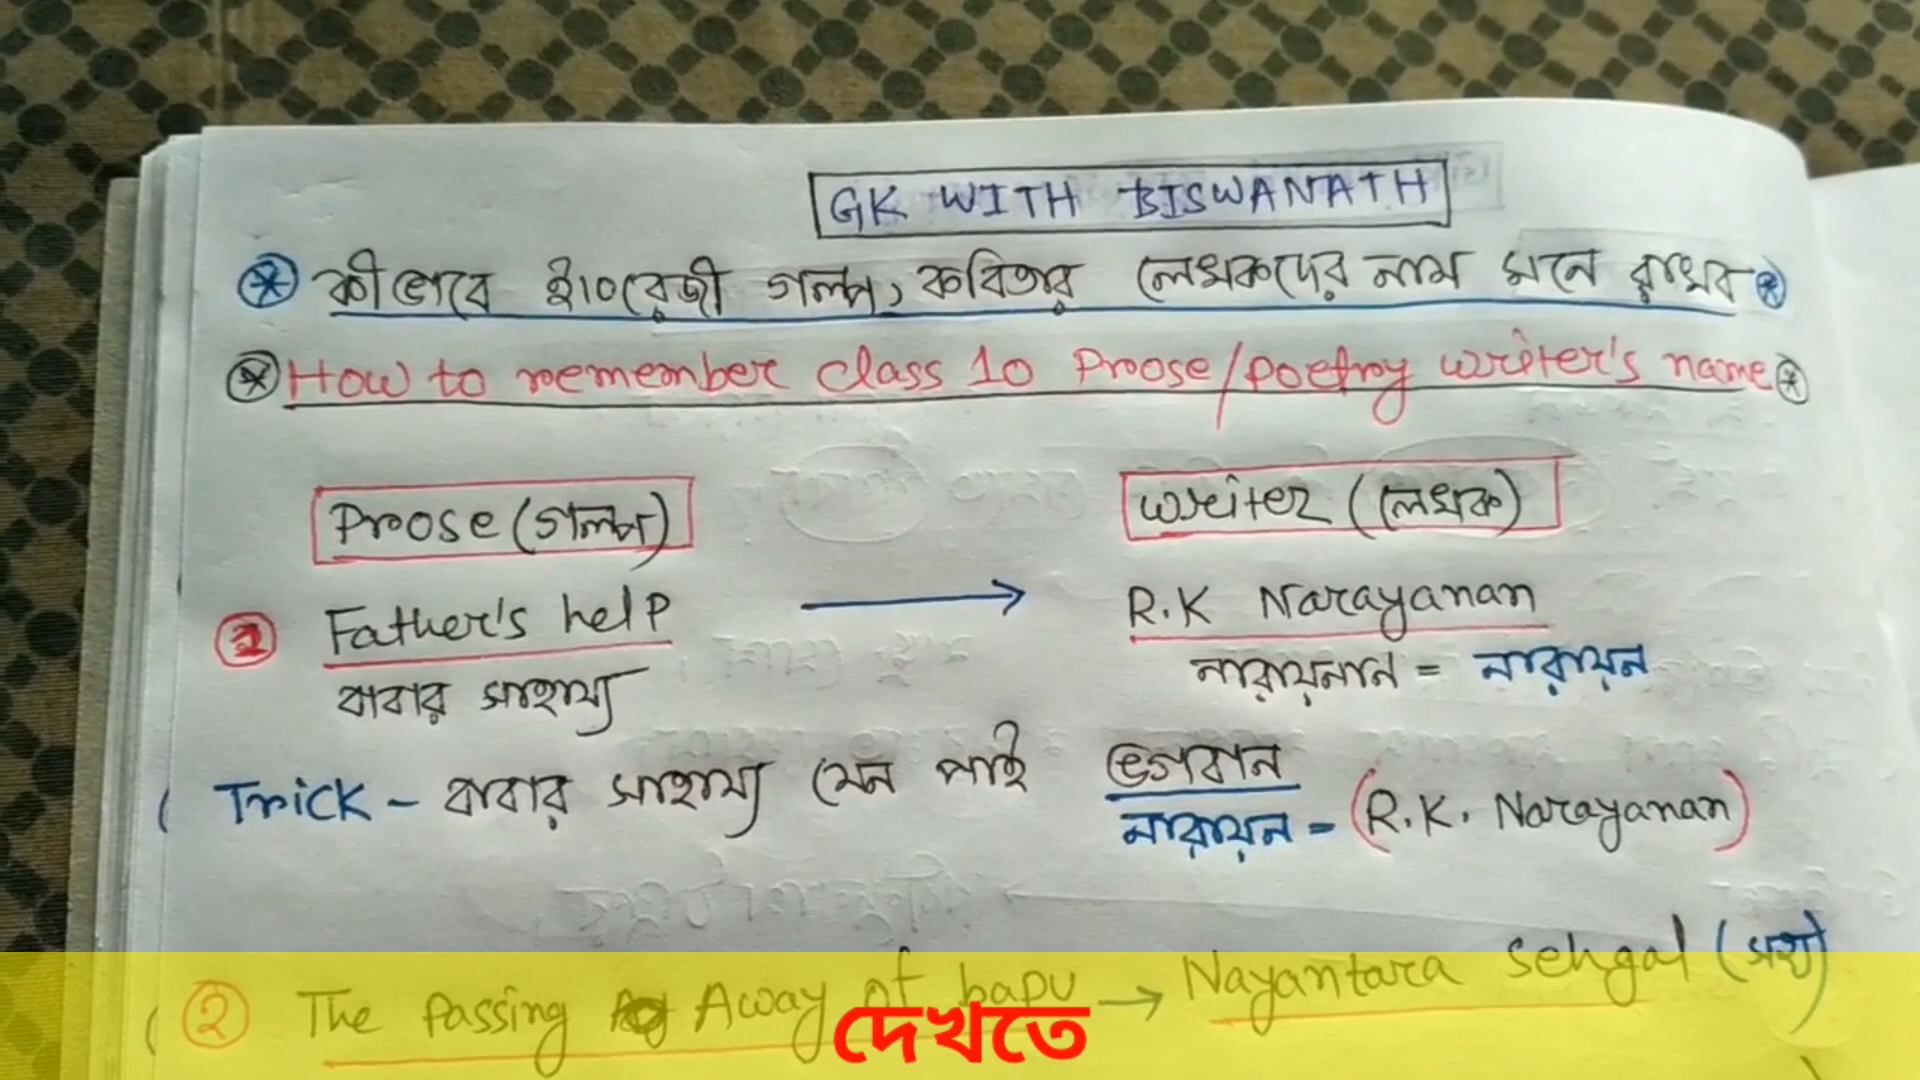 GK WITH BISWANATH
কীভাবে ইংরেজী গল্প, কবিতার লেখকদের নাম মনে রাখব
How to remember class 10 Prose/poetry writer's name
Prose (গল্প)
writer (লেখক)
1 Father's help → R.K Narayanan
বাবার সাহায্য
নারায়নান = নারায়ন
Trick - বাবার সাহায্য যেন পাই ভগবান
নারায়ন = (R.K. Narayanan)
2 The Passing Away of bapu → Nayantara Sehgal
দেখতে